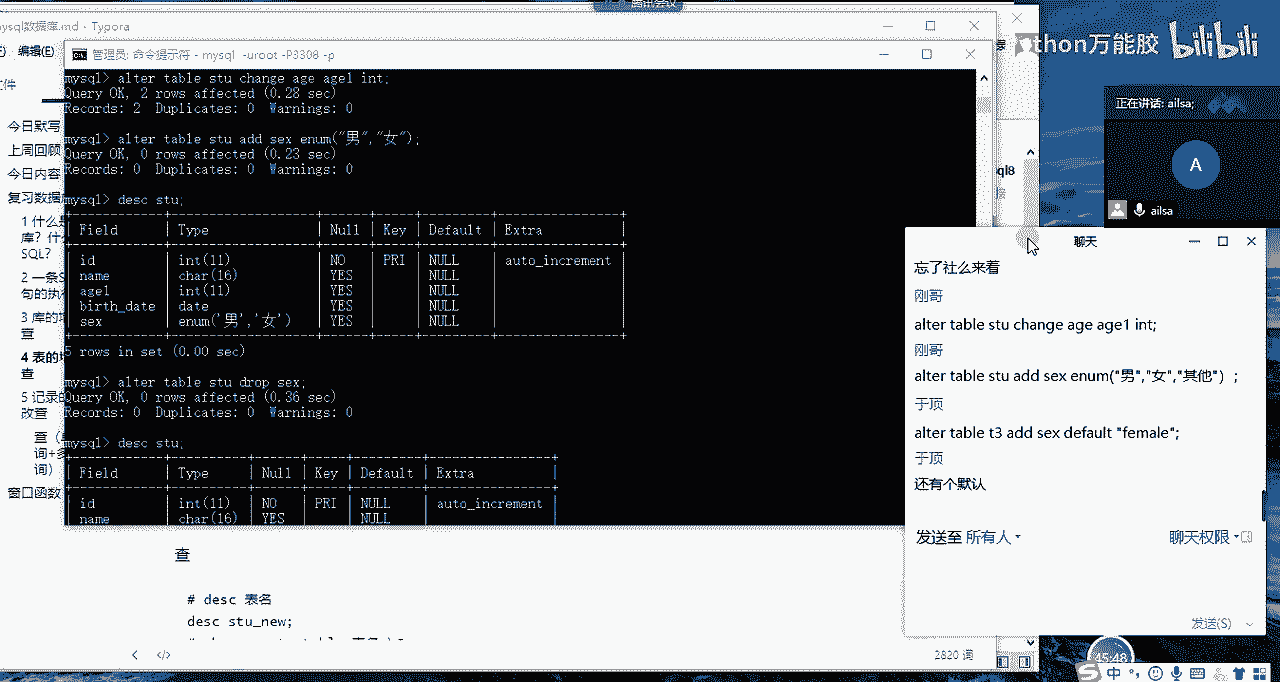 ysql数据库.md - Typora
腾讯会议
编辑(E)
管理员: 命令提示符 - mysql -uroot -P3308 -p
今日默写
上周回顾
今日内容
复习数据
1 什么是
库?什么
SQL?
2 一条S
句的执行
3 库的增
查
4 表的增
查
5 记录的
改查
查(单
询+多
询)
窗口函数
mysql> alter table stu change age age1 int;
Query OK, 2 rows affected (0.28 sec)
Records: 2 Duplicates: 0 Warnings: 0
mysql> alter table stu add sex enum("男","女");
Query OK, 0 rows affected (0.23 sec)
Records: 0 Duplicates: 0 Warnings: 0
mysql> desc stu;
| Field | Type | Null | Key | Default | Extra |
| id | int(11) | NO | PRI | NULL | auto_increment |
| name | char(16) | YES | | NULL | |
| age1 | int(11) | YES | | NULL | |
| birth_date | date | YES | | NULL | |
| sex | enum('男','女') | YES | | NULL | |
5 rows in set (0.00 sec)
mysql> alter table stu drop sex;
Query OK, 0 rows affected (0.36 sec)
Records: 0 Duplicates: 0 Warnings: 0
mysql> desc stu;
| Field | Type | Null | Key | Default | Extra |
| id | int(11) | NO | PRI | NULL | auto_increment |
| name | char(16) | YES | | NULL | |
查
# desc 表名
desc stu_new;
2820 词
ql8
thon万能胶 bilibili
正在讲话: ailsa;
A
ailsa
聊天
忘了社么来着
刚哥
alter table stu change age age1 int;
刚哥
alter table stu add sex enum("男","女","其他") ;
于顶
alter table t3 add sex default "female";
于顶
还有个默认
发送至 所有人
聊天权限
发送(S)
45:48
中